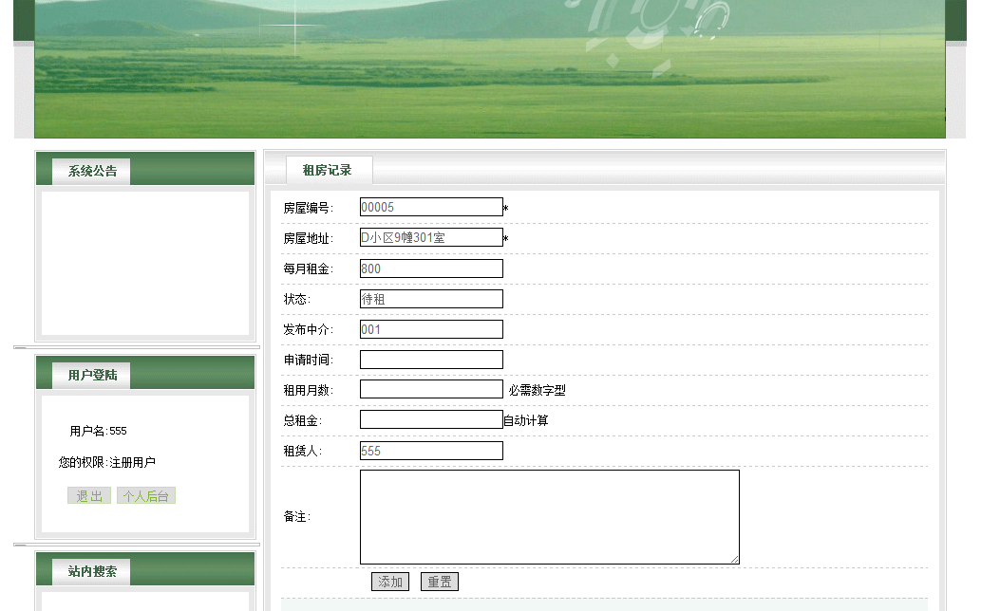 系统公告
用户登陆
用户名:555
您的权限:注册用户
退 出 个人后台
站内搜索
租房记录
房屋编号: 00005*
房屋地址: D小区9幢301室*
每月租金: 800
状态: 待租
发布中介: 001
申请时间:
租用月数: 必需数字型
总租金: 自动计算
租赁人: 555
备注:
添加 重置